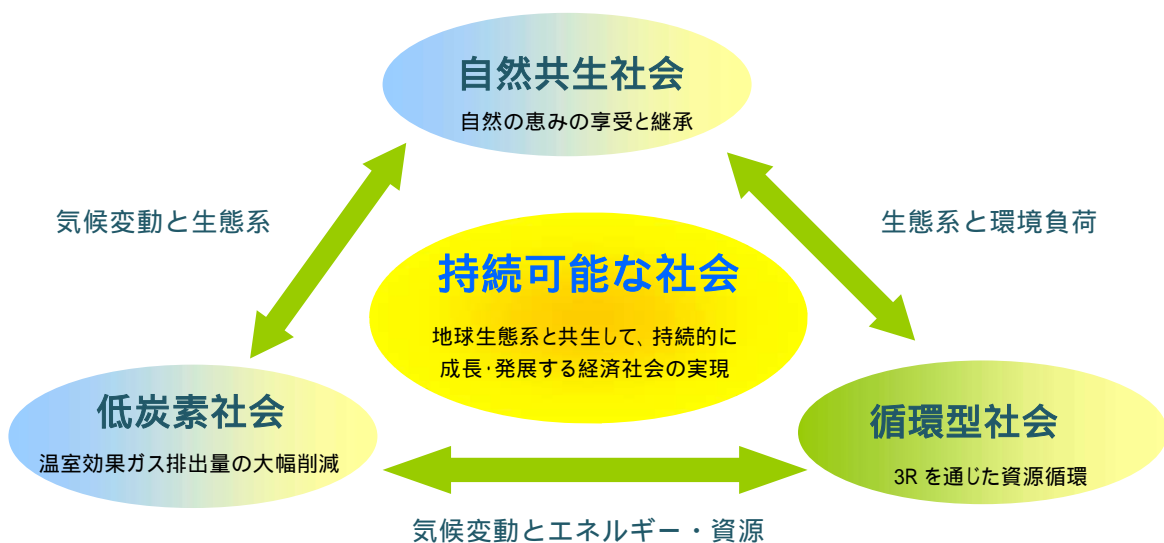 自然共生社会
自然の恵みの享受と継承
気候変動と生態系
生態系と環境負荷
持続可能な社会
地球生態系と共生して、持続的に
成長・発展する経済社会の実現
低炭素社会
温室効果ガス排出量の大幅削減
循環型社会
3R を通じた資源循環
気候変動とエネルギー・資源